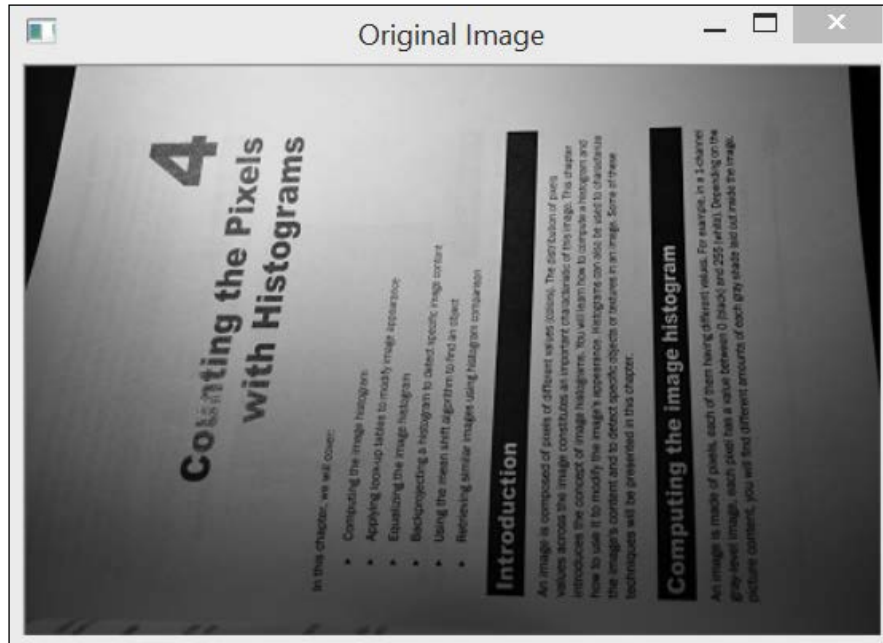 Original Image
4
Counting the Pixels
with Histograms
In this chapter, we will cover:
• Computing the image histogram
• Applying look-up tables to modify image appearance
• Equalizing the image histogram
• Backprojecting a histogram to detect specific image content
• Using the mean shift algorithm to find an object
• Retrieving similar images using histogram comparison
Introduction
An image is composed of pixels of different values (colors). The distribution of pixels
values across the image constitutes an important characteristic of this image. This chapter
introduces the concept of image histograms. You will learn how to compute a histogram and
how to use it to modify the image's appearance. Histograms can also be used to characterize
the image's content and to detect specific objects or textures in an image. Some of these
techniques will be presented in this chapter.
Computing the image histogram
An image is made of pixels, each of them having different values. For example, in a 1-channel
gray-level image, each pixel has a value between 0 (black) and 255 (white). Depending on the
picture content, you will find different amounts of each gray shade laid out inside the image.